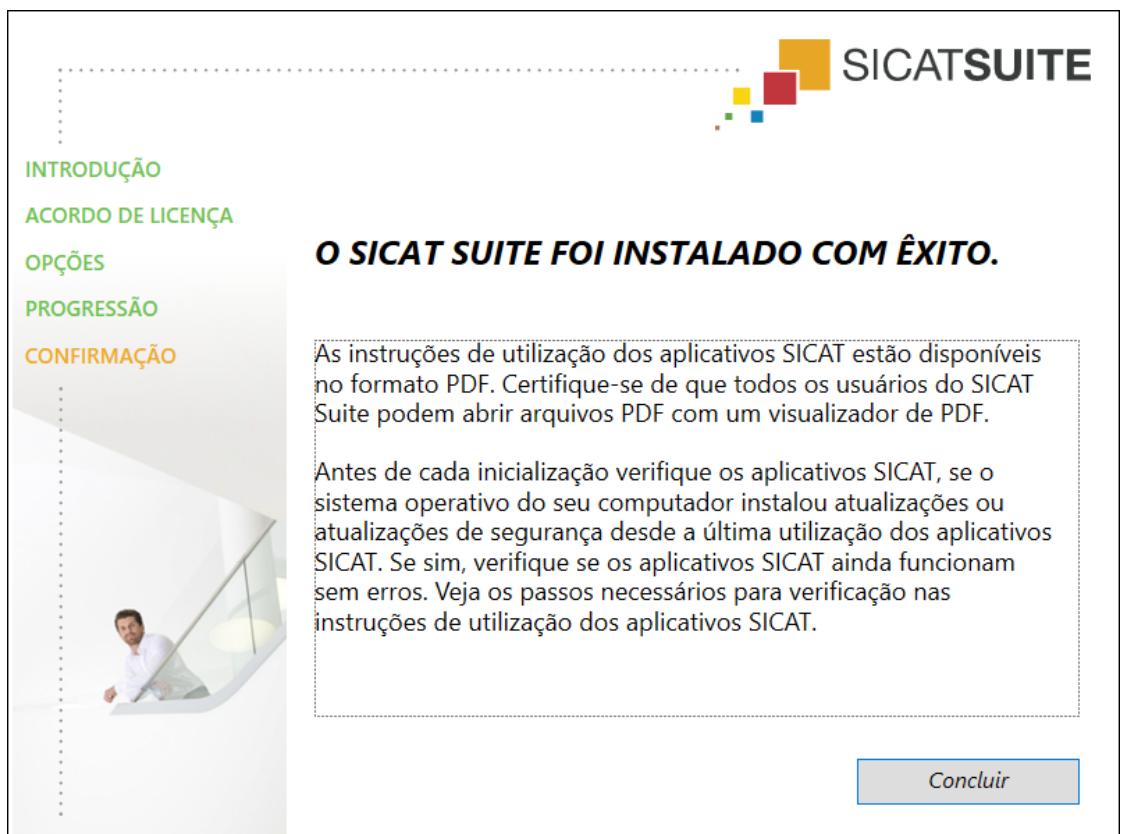 SICATSUITE
INTRODUÇÃO
ACORDO DE LICENÇA
OPÇÕES
PROGRESSÃO
CONFIRMAÇÃO
O SICAT SUITE FOI INSTALADO COM ÊXITO.
As instruções de utilização dos aplicativos SICAT estão disponíveis
no formato PDF. Certifique-se de que todos os usuários do SICAT
Suite podem abrir arquivos PDF com um visualizador de PDF.
Antes de cada inicialização verifique os aplicativos SICAT, se o
sistema operativo do seu computador instalou atualizações ou
atualizações de segurança desde a última utilização dos aplicativos
SICAT. Se sim, verifique se os aplicativos SICAT ainda funcionam
sem erros. Veja os passos necessários para verificação nas
instruções de utilização dos aplicativos SICAT.
Concluir